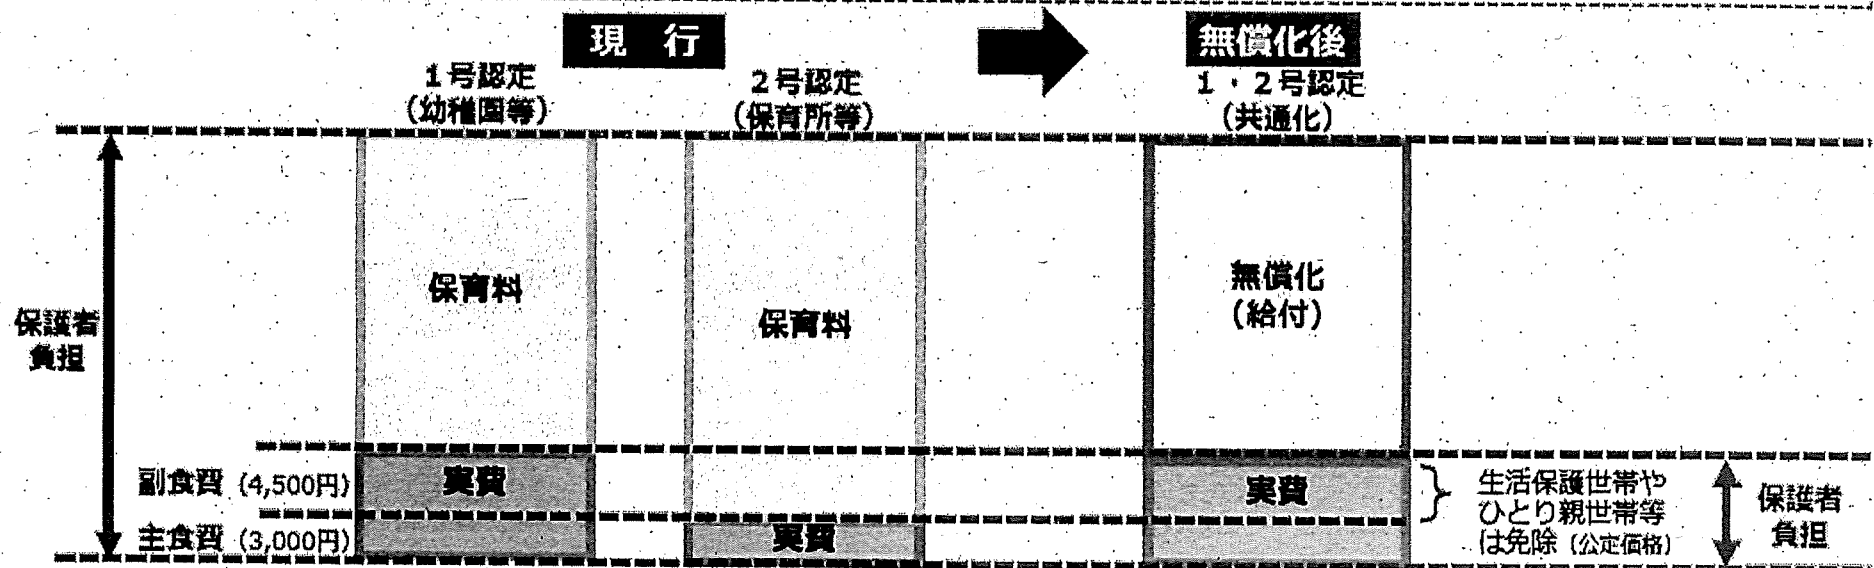 現 行
無償化後
1号認定
(幼稚園等)
2号認定
(保育所等)
1・2号認定
(共通化)
保護者
負担
保育料
保育料
無償化
(給付)
副食費 (4,500円)
実費
実費
生活保護世帯や
ひとり親世帯等
は免除 (公定価格)
保護者
負担
主食費 (3,000円)
実費